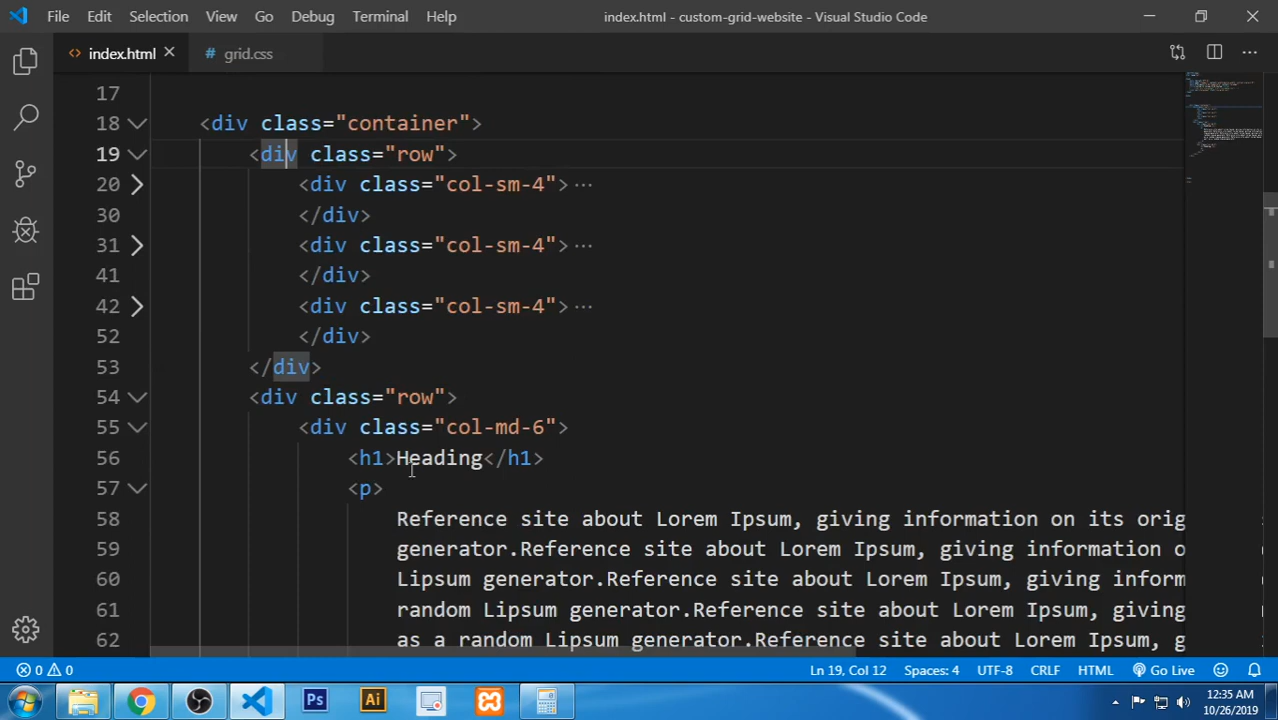 File Edit Selection View Go Debug Terminal Help index.html - custom-grid-website - Visual Studio Code
<> index.html × # grid.css
17
18 <div class="container">
19 <div class="row">
20 <div class="col-sm-4">···
30 </div>
31 <div class="col-sm-4">···
41 </div>
42 <div class="col-sm-4">···
52 </div>
53 </div>
54 <div class="row">
55 <div class="col-md-6">
56 <h1>Heading</h1>
57 <p>
58 Reference site about Lorem Ipsum, giving information on its orig
59 generator.Reference site about Lorem Ipsum, giving information o
60 Lipsum generator.Reference site about Lorem Ipsum, giving inform
61 random Lipsum generator.Reference site about Lorem Ipsum, giving
62 as a random Lipsum generator.Reference site about Lorem Ipsum, g
0 0 Ln 19, Col 12 Spaces: 4 UTF-8 CRLF HTML Go Live
Ps Ai 12:35 AM
10/26/2019